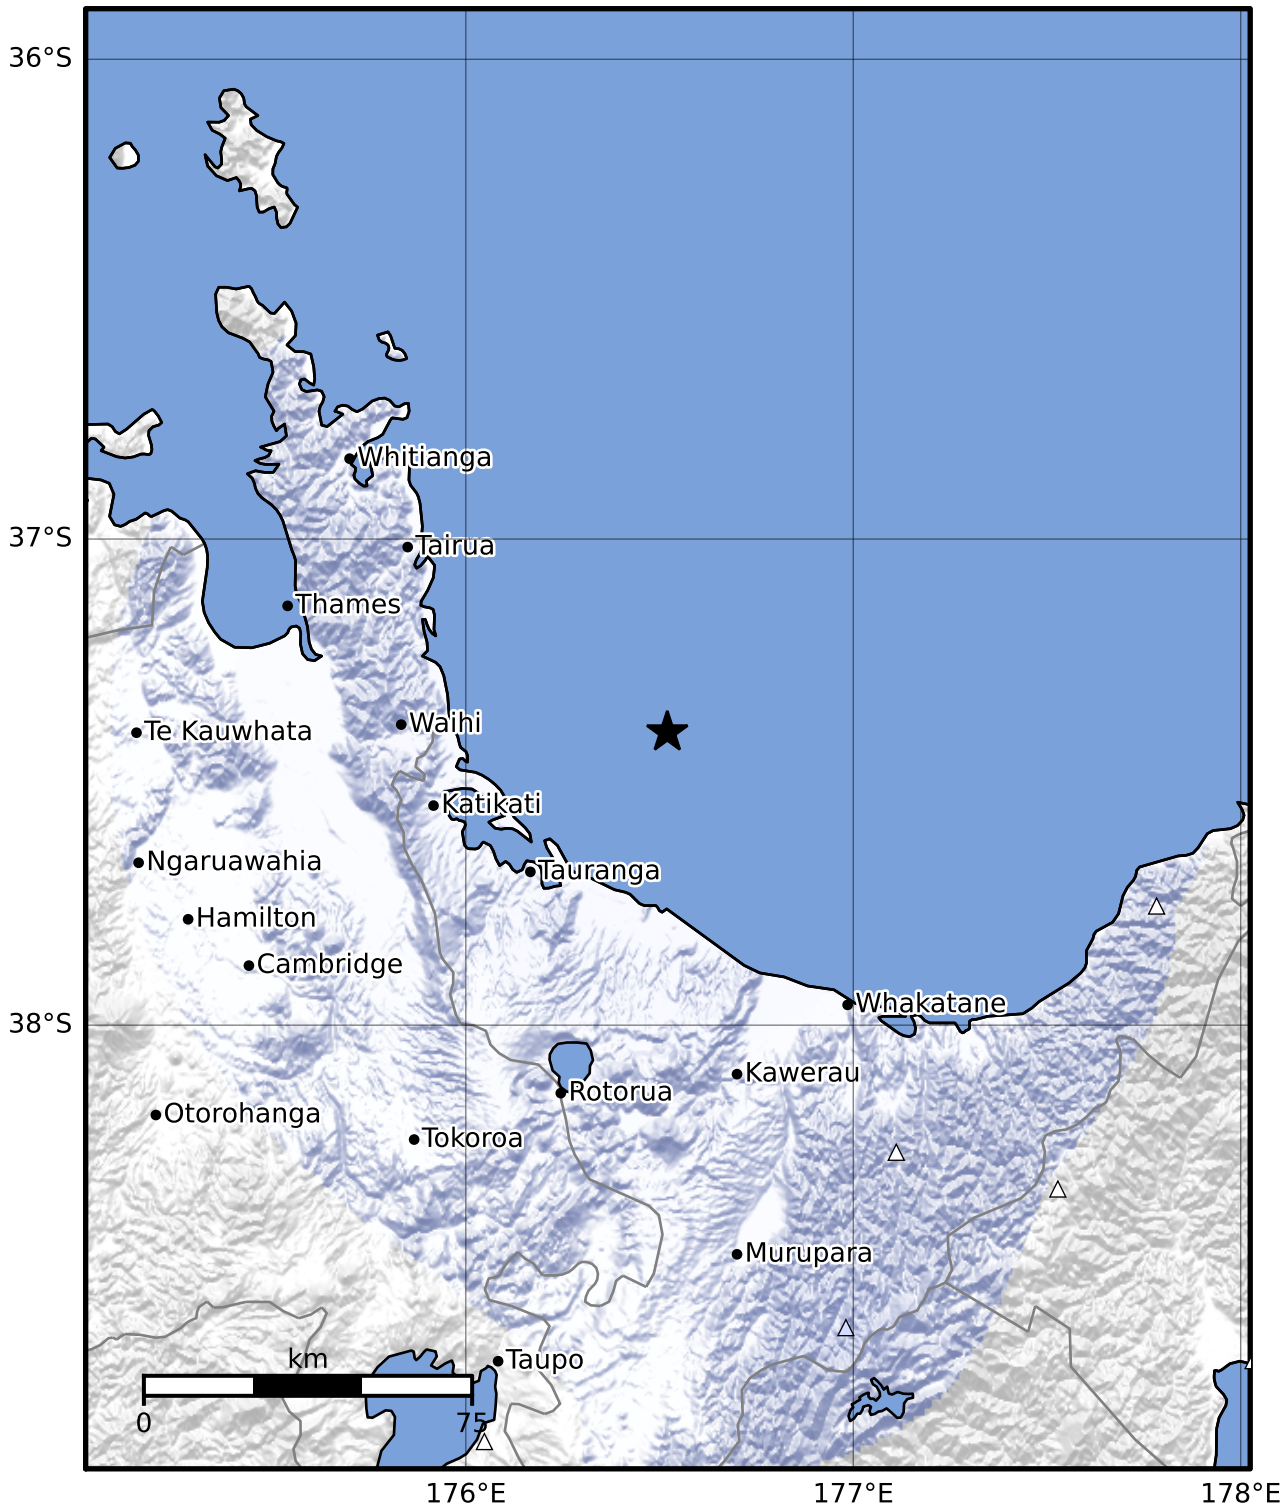 36°S
Whitianga
37°S
Tairua
Thames
Waihi
Te Kauwhata
Katikati
Ngaruawahia
Tauranga
Hamilton
Cambridge
Whakatane
38°S
Kawerau
Rotorua
Otorohanga
Tokoroa
Murupara
km
Taupo
0 75
176°E 177°E 178°E